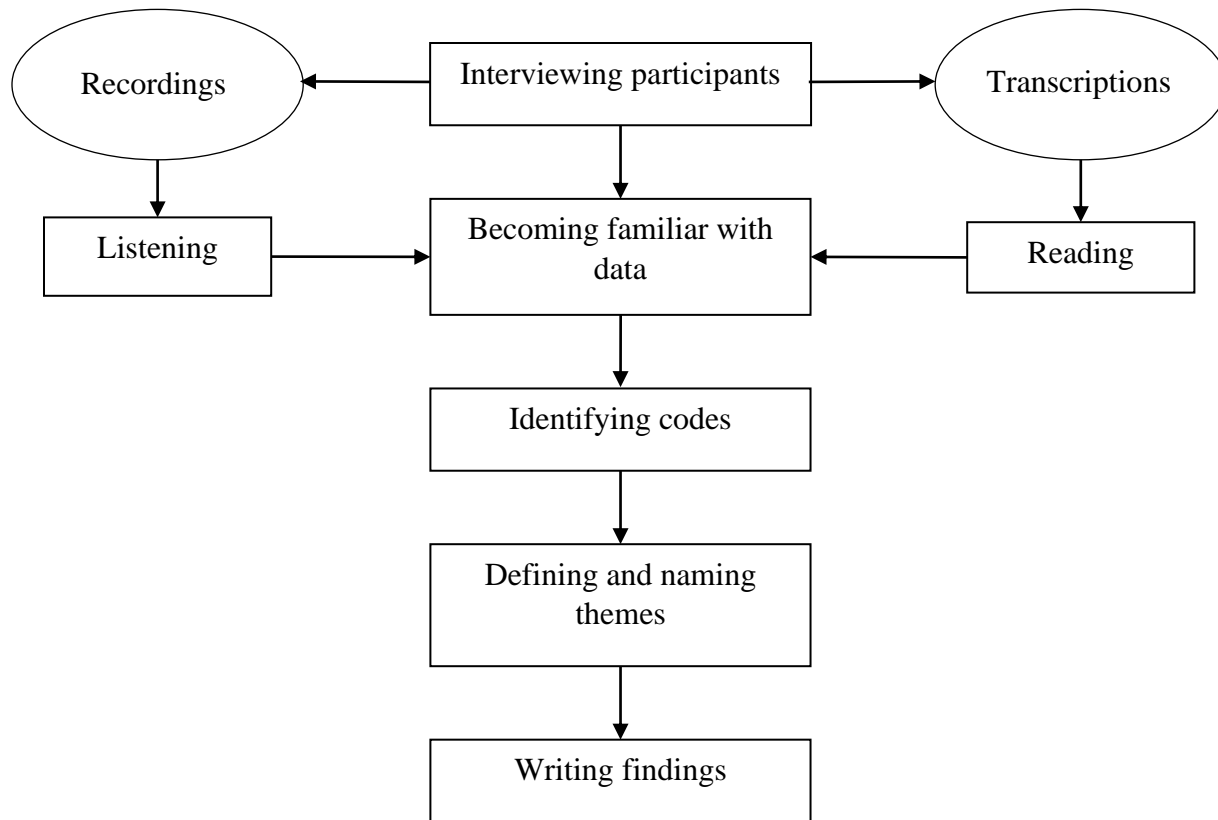 Recordings
Interviewing participants
Transcriptions
Listening
Becoming familiar with
data
Reading
Identifying codes
Defining and naming
themes
Writing findings